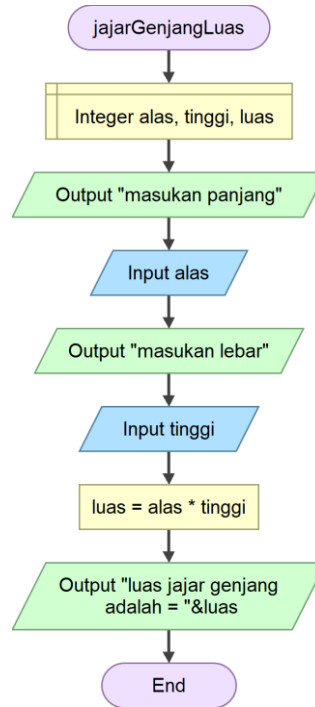 jajarGenjangLuas
Integer alas, tinggi, luas
Output "masukan panjang"
Input alas
Output "masukan lebar"
Input tinggi
luas = alas * tinggi
Output "luas jajar genjang
adalah = "&luas
End